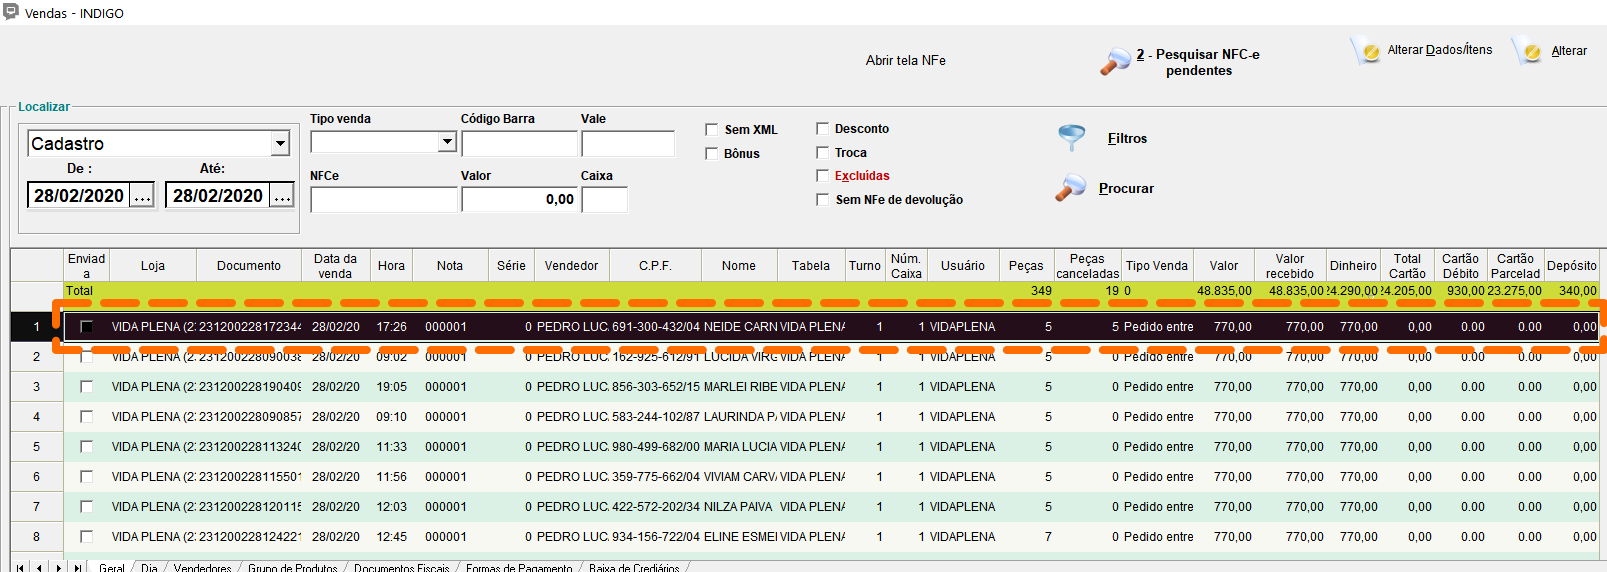 Vendas - INDIGO
Abrir tela NFe
2 - Pesquisar NFC-e
pendentes
Alterar Dados/Ítens
Alterar
Localizar
Cadastro
De :
Até:
28/02/2020 ...
28/02/2020 ...
Tipo venda
Código Barra
Vale
NFCe
Valor
Caixa
0,00
Sem XML
Bônus
Desconto
Troca
Excluídas
Sem NFe de devolução
Filtros
Procurar
Enviad a Loja Documento Data da venda Hora Nota Série Vendedor C.P.F. Nome Tabela Turno Núm. Caixa Usuário Peças Peças canceladas Tipo Venda Valor Valor recebido Dinheiro Total Cartão Cartão Débito Cartão Parcelad Depósito
Total 349 19 0 48.835,00 48.835,00 24.290,00 24.205,00 930,00 23.275,00 340,00
1 VIDA PLENA (23 231200228172344 28/02/20 17:26 000001 0 PEDRO LUC 691-300-432/04 NEIDE CARN VIDA PLENA 1 1 VIDAPLENA 5 5 Pedido entre 770,00 770,00 770,00 0,00 0.00 0.00 0,00
2 VIDA PLENA (23 23120022809003 28/02/20 09:02 000001 0 PEDRO LUC 162-925-612/91 LUCIDA VIRG VIDA PLENA 1 1 VIDAPLENA 5 0 Pedido entre 770,00 770,00 770,00 0,00 0.00 0.00 0,00
3 VIDA PLENA (23 231200228190409 28/02/20 19:05 000001 0 PEDRO LUC 856-303-652/15 MARLEI RIBE VIDA PLENA 1 1 VIDAPLENA 5 0 Pedido entre 770,00 770,00 770,00 0,00 0.00 0.00 0,00
4 VIDA PLENA (23 231200228090857 28/02/20 09:10 000001 0 PEDRO LUC 583-244-102/87 LAURINDA PA VIDA PLENA 1 1 VIDAPLENA 5 0 Pedido entre 770,00 770,00 770,00 0,00 0.00 0.00 0,00
5 VIDA PLENA (23 231200228113240 28/02/20 11:33 000001 0 PEDRO LUC 980-499-682/00 MARIA LUCIA VIDA PLENA 1 1 VIDAPLENA 5 0 Pedido entre 770,00 770,00 770,00 0,00 0.00 0.00 0,00
6 VIDA PLENA (23 231200228115501 28/02/20 11:56 000001 0 PEDRO LUC 359-775-662/04 VIVIAM CARV VIDA PLENA 1 1 VIDAPLENA 5 0 Pedido entre 770,00 770,00 770,00 0,00 0.00 0.00 0,00
7 VIDA PLENA (23 231200228120115 28/02/20 12:03 000001 0 PEDRO LUC 422-572-202/34 NILZA PAIVA VIDA PLENA 1 1 VIDAPLENA 5 0 Pedido entre 770,00 770,00 770,00 0,00 0.00 0.00 0,00
8 VIDA PLENA (23 231200228124221 28/02/20 12:45 000001 0 PEDRO LUC 934-156-722/04 ELINE ESMEI VIDA PLENA 1 1 VIDAPLENA 7 0 Pedido entre 770,00 770,00 770,00 0,00 0.00 0.00 0,00
Geral Dia Vendedores Grupo de Produtos Documentos Fiscais Formas de Pagamento Baixa de Crediários